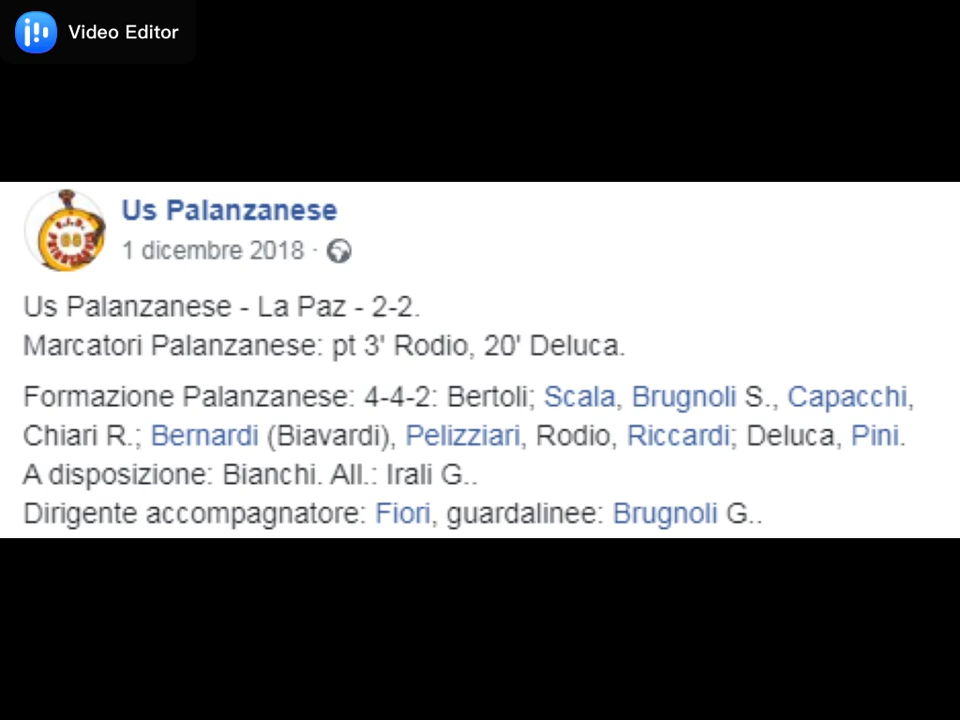 Video Editor
Us Palanzanese
1 dicembre 2018 ·
Us Palanzanese - La Paz - 2-2.
Marcatori Palanzanese: pt 3' Rodio, 20' Deluca.
Formazione Palanzanese: 4-4-2: Bertoli; Scala, Brugnoli S., Capacchi,
Chiari R.; Bernardi (Biavardi), Pelizziari, Rodio, Riccardi; Deluca, Pini.
A disposizione: Bianchi. All.: Irali G..
Dirigente accompagnatore: Fiori, guardalinee: Brugnoli G..